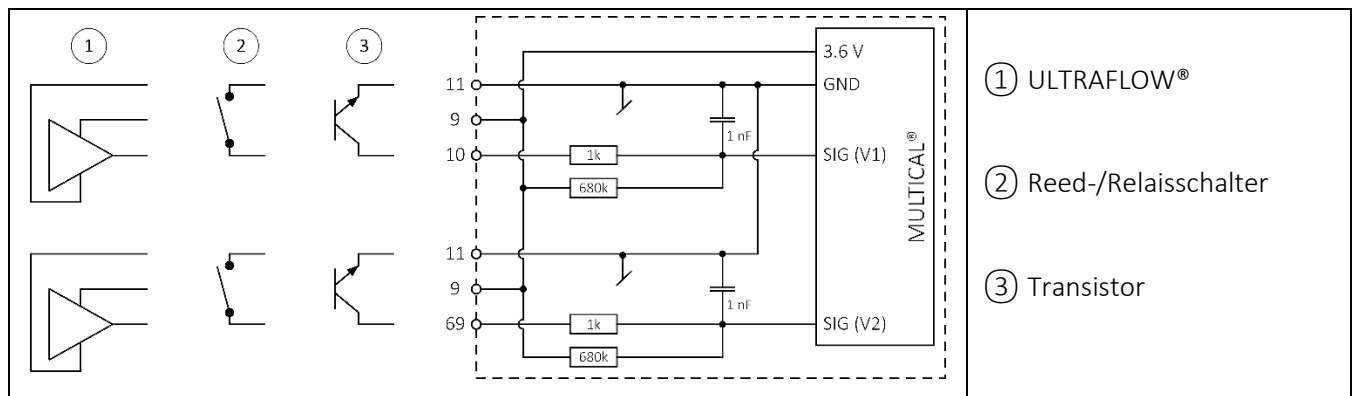 1 2 3
3.6 V
11 GND
9
1 nF
10 1k SIG (V1)
680k
MULTICAL®
11
9
1 nF
69 1k SIG (V2)
680k
1 ULTRAFLOW®
2 Reed-/Relaisschalter
3 Transistor